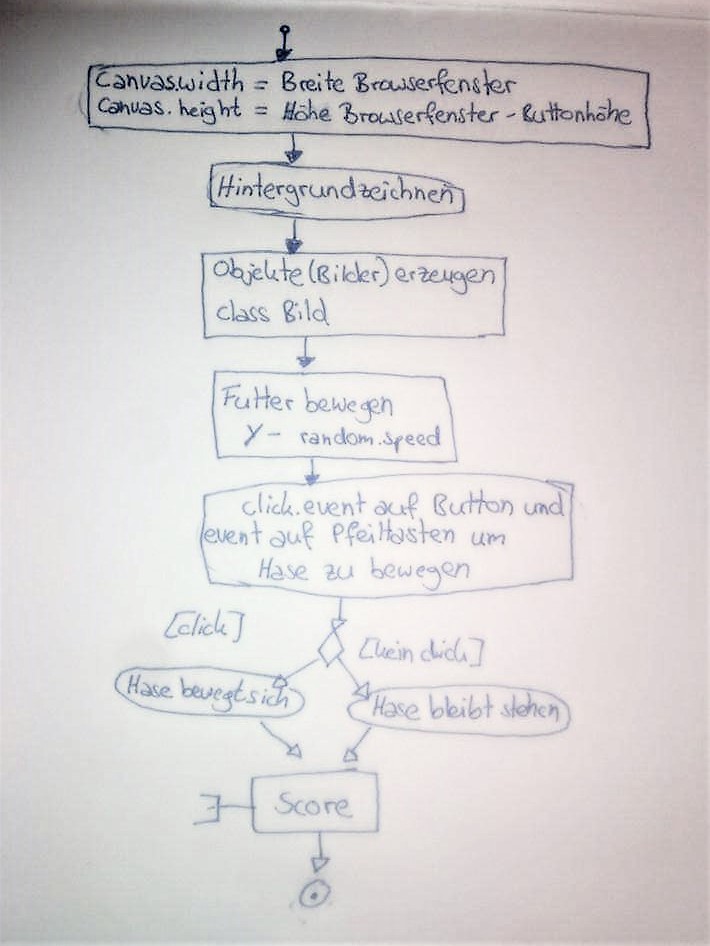 Canvas.width = Breite Browserfenster
Canvas.height = Höhe Browserfenster - Buttonhöhe
Hintergrund zeichnen
Objekte (Bilder) erzeugen
class Bild
Futter bewegen
y - random.speed
click.event auf Button und
event auf Pfeiltasten um
Hase zu bewegen
[click]
[kein click]
Hase bewegt sich
Hase bleibt stehen
Score